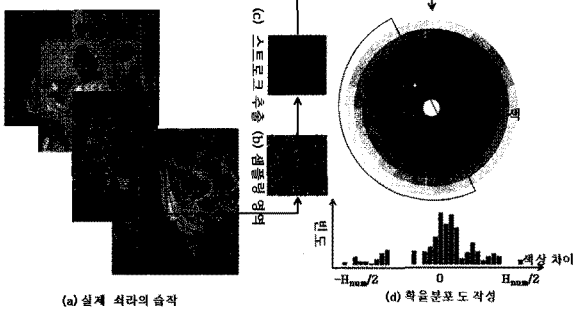 (c) 스트로크 추출
(b) 샘플링 영역
빈도
색상 차이
-H_num/2
0
H_num/2
(a) 실제 쇠라의 습작
(d) 확율분포 도 작성